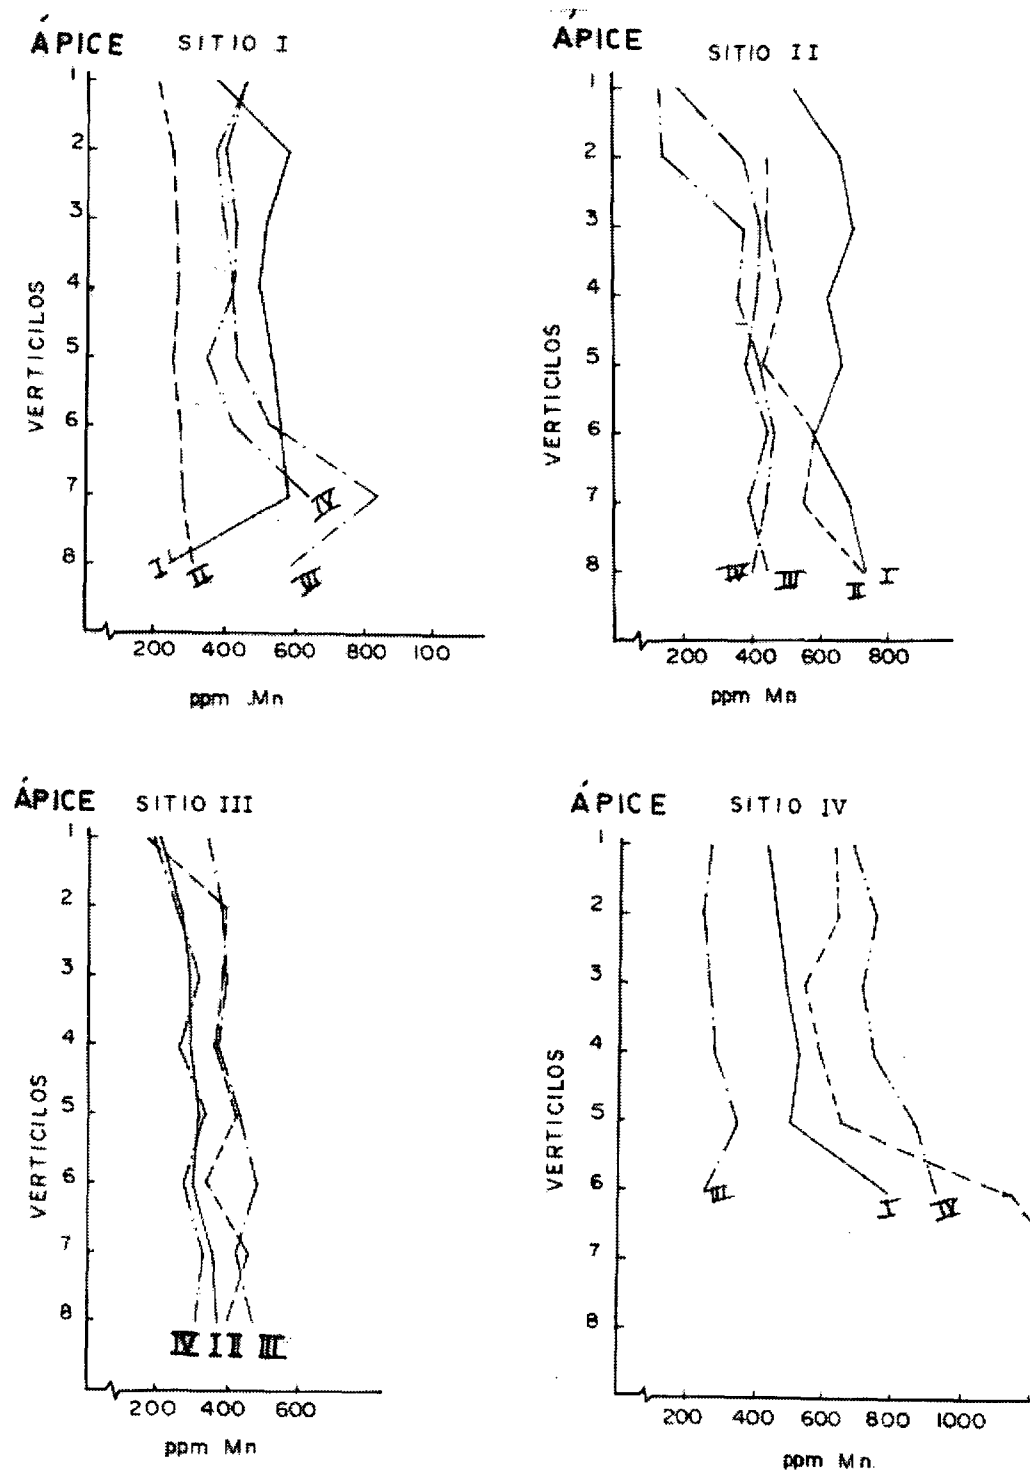 ÁPICE SITIO I
1
2
3
4
5
6
7
8
VERTICILOS
I II III IV
200 400 600 800 100
ppm Mn
ÁPICE SITIO II
1
2
3
4
5
6
7
8
VERTICILOS
IV III II I
200 400 600 800
ppm Mn
ÁPICE SITIO III
1
2
3
4
5
6
7
8
VERTICILOS
IV I II III
200 400 600
ppm Mn
ÁPICE SITIO IV
1
2
3
4
5
6
7
8
VERTICILOS
III I IV
200 400 600 800 1000
ppm Mn.